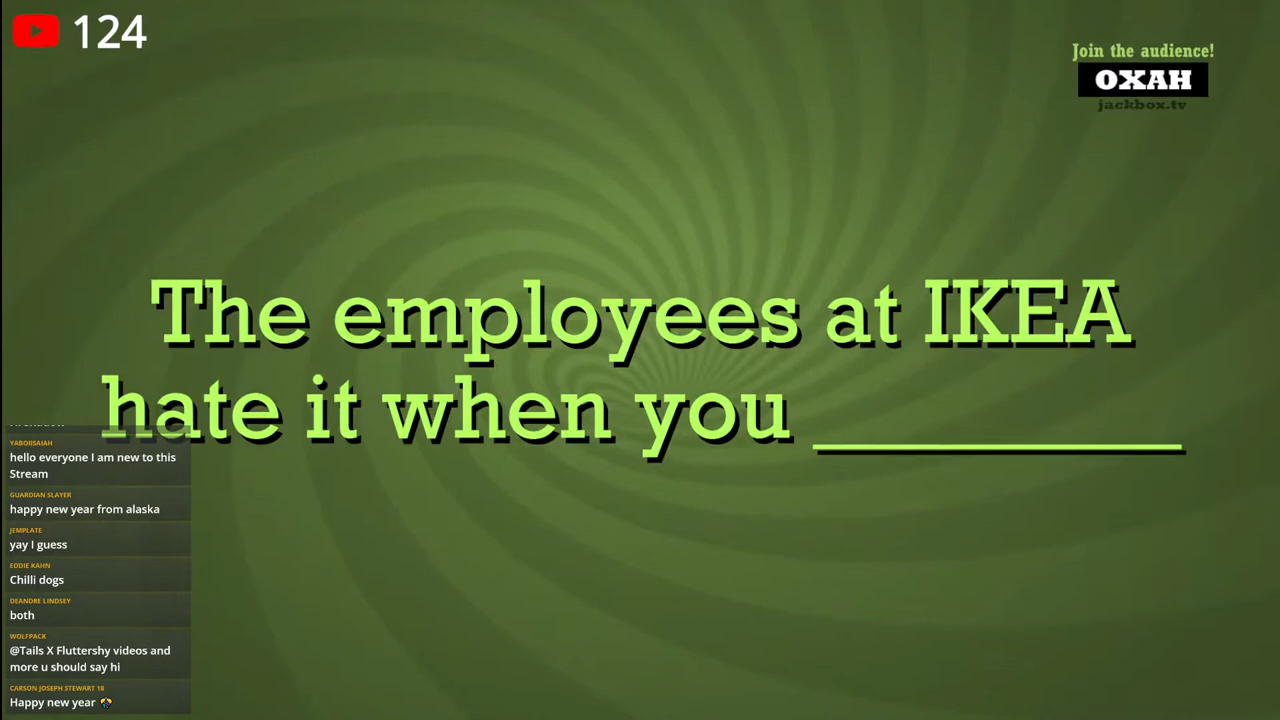 124
Join the audience!
OXAH
jackbox.tv
The employees at IKEA
hate it when you
YABOIISAIAH
hello everyone I am new to this
Stream
GUARDIAN SLAYER
happy new year from alaska
JEMPLATE
yay I guess
EDDIE KAHN
Chilli dogs
DEANDRE LINDSEY
both
WOLFPACK
@Tails X Fluttershy videos and
more u should say hi
CARSON JOSEPH STEWART 18
Happy new year